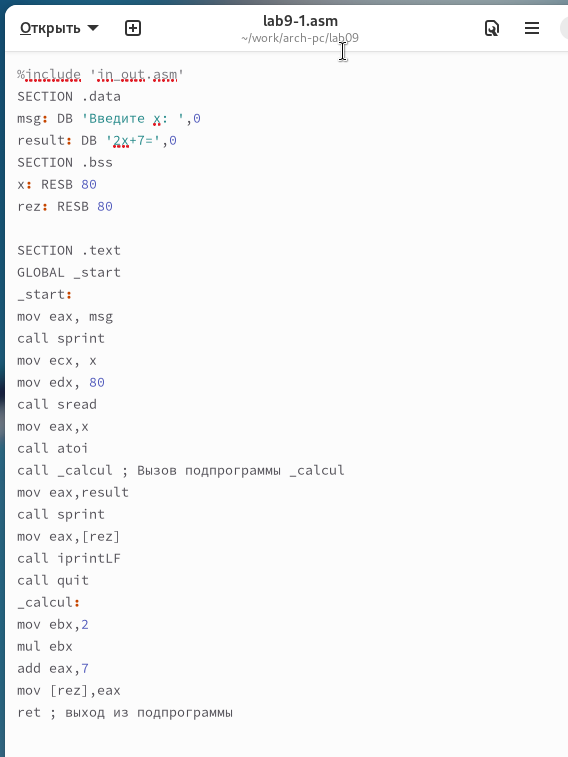 Открыть
lab9-1.asm
~/work/arch-pc/lab09
%include 'in_out.asm'
SECTION .data
msg: DB 'Введите x: ',0
result: DB '2x+7=',0
SECTION .bss
x: RESB 80
rez: RESB 80
SECTION .text
GLOBAL _start
_start:
mov eax, msg
call sprint
mov ecx, x
mov edx, 80
call sread
mov eax,x
call atoi
call _calcul ; Вызов подпрограммы _calcul
mov eax,result
call sprint
mov eax,[rez]
call iprintLF
call quit
_calcul:
mov ebx,2
mul ebx
add eax,7
mov [rez],eax
ret ; выход из подпрограммы